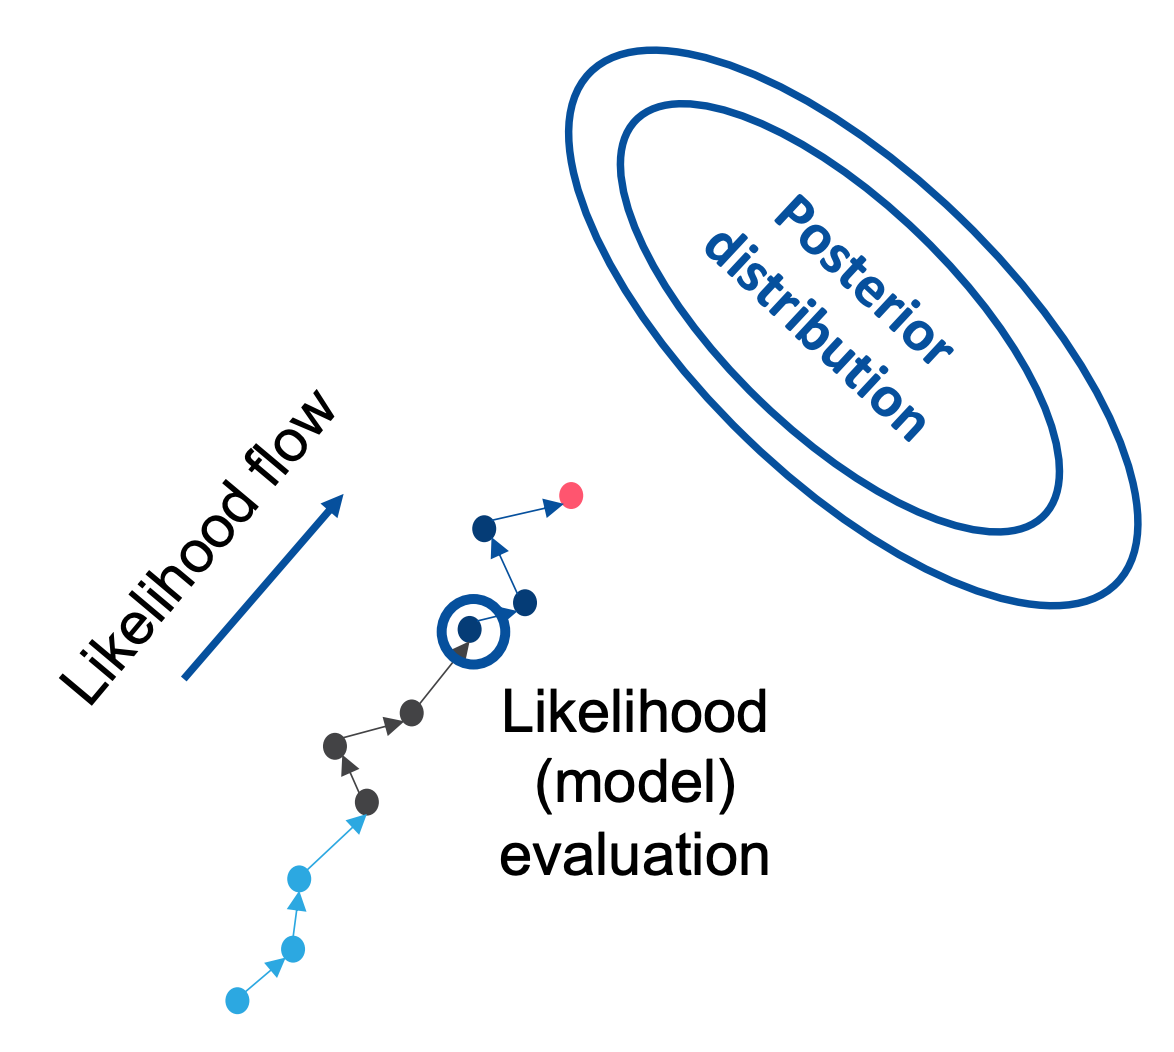 Posterior
distribution
Likelihood flow
Likelihood
(model)
evaluation